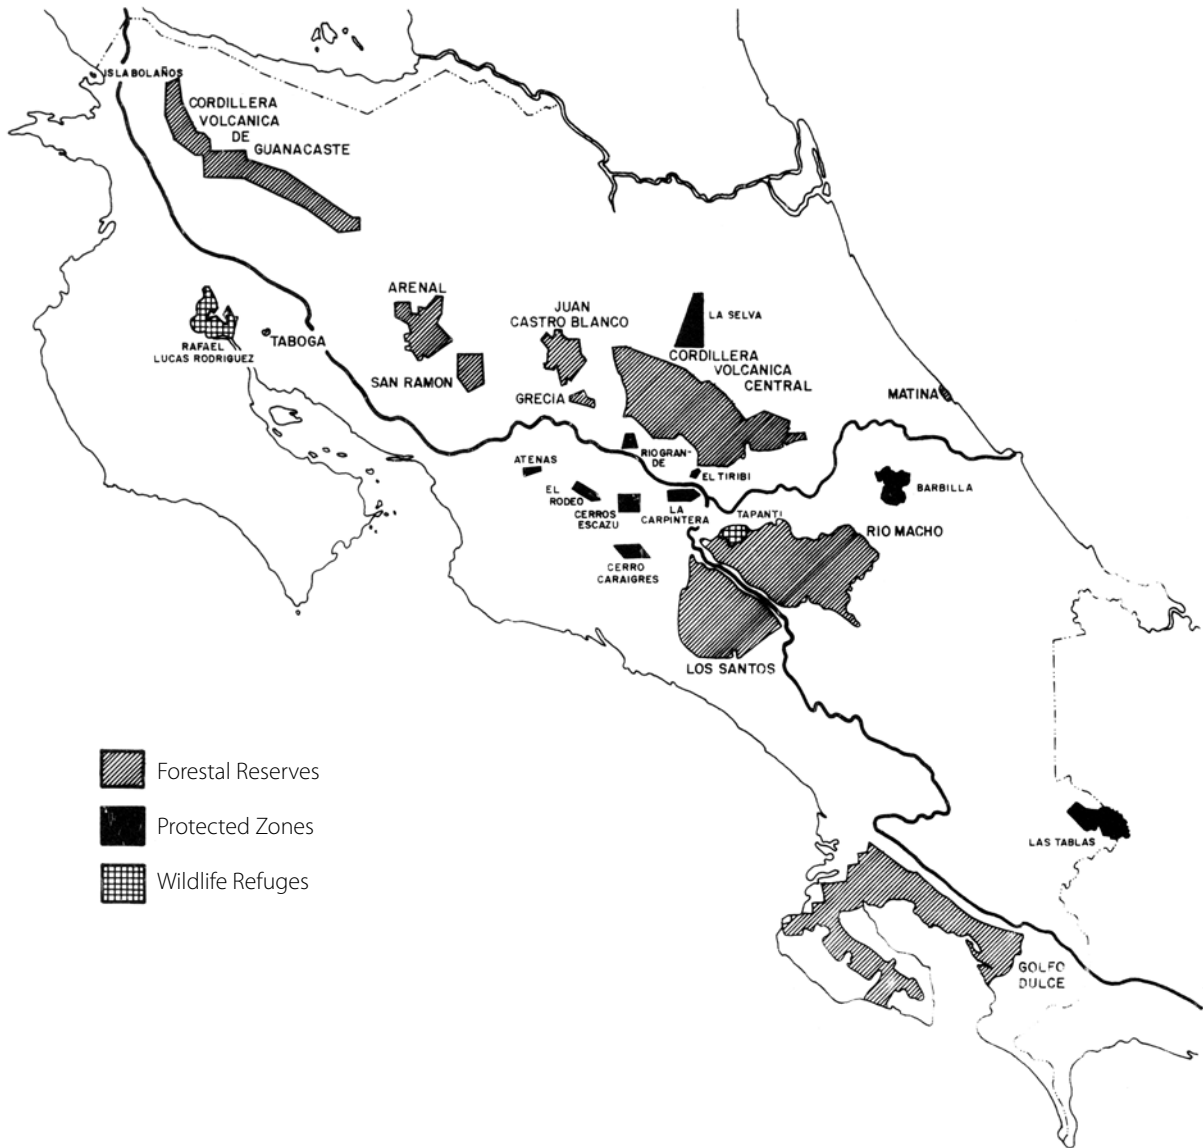 ISLA BOLAÑOS
CORDILLERA
VOLCANICA
DE
GUANACASTE
ARENAL
JUAN
CASTRO BLANCO
LA SELVA
RAFAEL
LUCAS RODRIGUEZ
TABOGA
CORDILLERA
VOLCANICA
CENTRAL
SAN RAMON
GRECIA
MATINA
RIO GRAN-
DE
ATENAS
EL TIRIBI
EL
RODEO
BARBILLA
CERROS
ESCAZU
LA
CARPINTERA
TAPANTI
RIO MACHO
CERRO
CARAIGRES
LOS SANTOS
Forestal Reserves
Protected Zones
Wildlife Refuges
LAS TABLAS
GOLFO
DULCE